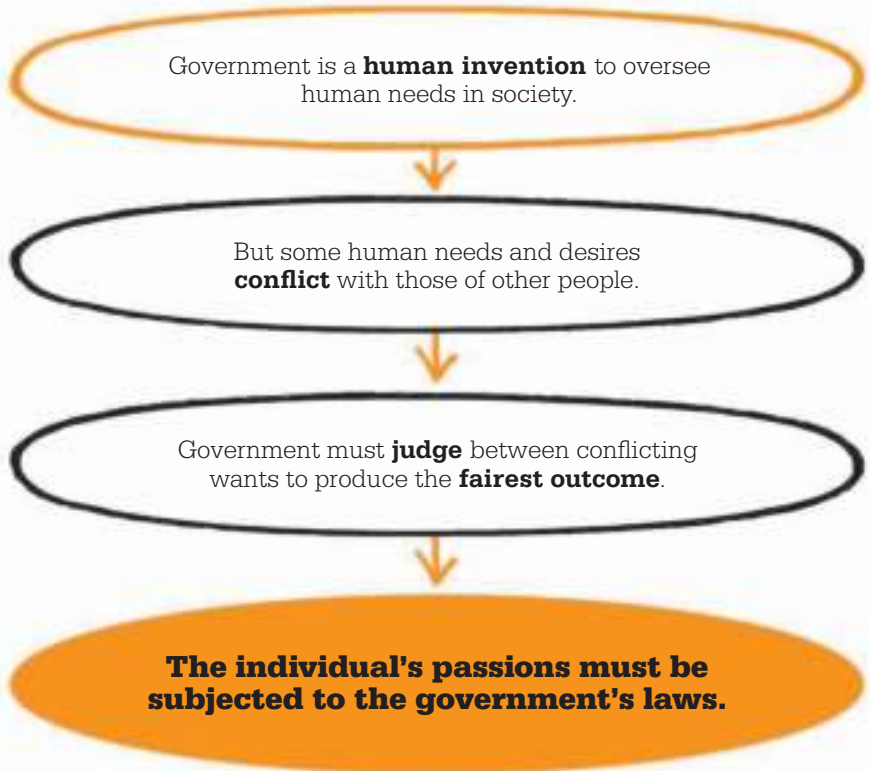 Government is a human invention to oversee
human needs in society.
But some human needs and desires
conflict with those of other people.
Government must judge between conflicting
wants to produce the fairest outcome.
The individual’s passions must be
subjected to the government’s laws.